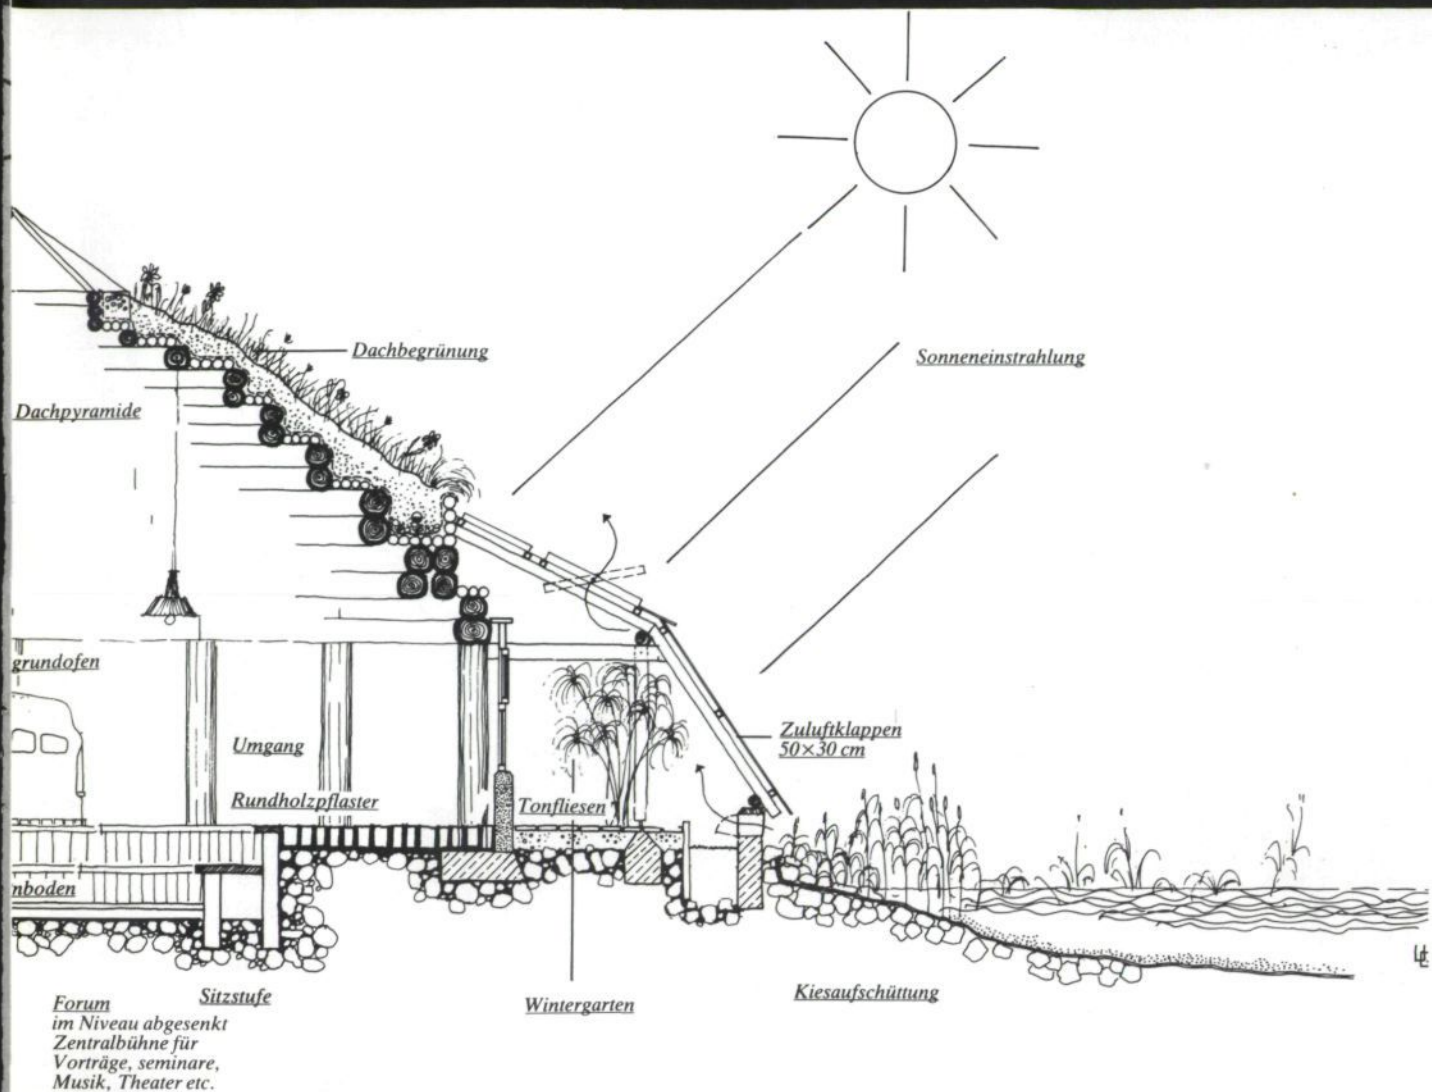 Dachbegrünung
Sonneneinstrahlung
Dachpyramide
grundofen
Umgang
Zuluftklappen
50×30 cm
Rundholzpflaster
Tonfliesen
nboden
Forum
im Niveau abgesenkt
Zentralbühne für
Vorträge, seminare,
Musik, Theater etc.
Sitzstufe
Wintergarten
Kiesaufschüttung